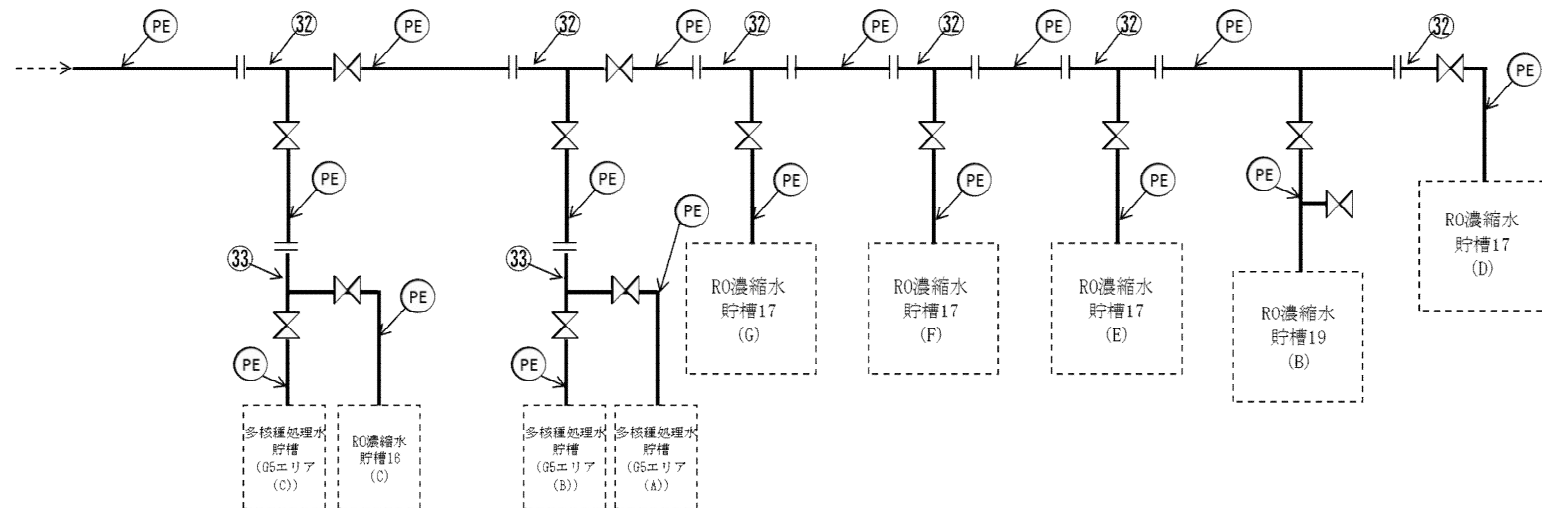 PE
㉜
PE
㉜
PE
㉜
PE
㉜
PE
㉜
PE
㉜
PE
PE
PE
PE
PE
PE
PE
PE
㉝
PE
㉝
PE
PE
RO濃縮水
貯槽17
(G)
RO濃縮水
貯槽17
(F)
RO濃縮水
貯槽17
(E)
RO濃縮水
貯槽19
(B)
RO濃縮水
貯槽17
(D)
多核種処理水
貯槽
(G5エリア
(C))
RO濃縮水
貯槽16
(C)
多核種処理水
貯槽
(G5エリア
(B))
多核種処理水
貯槽
(G5エリア
(A))